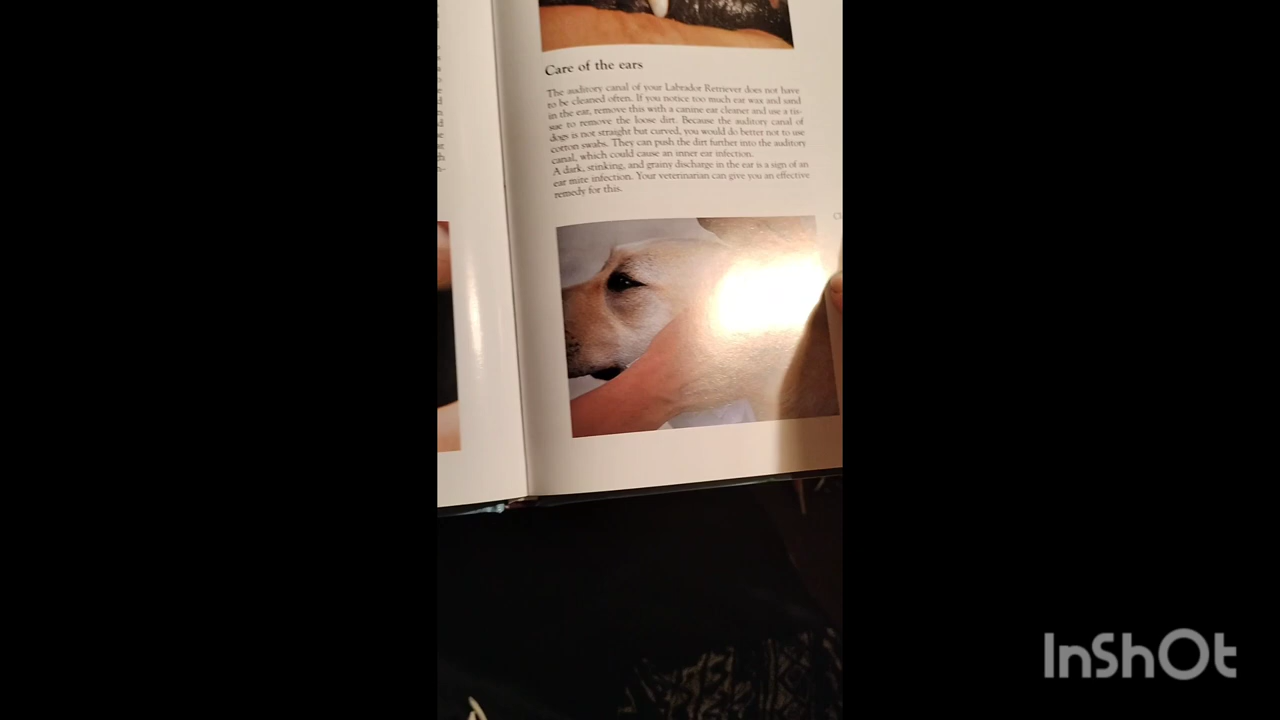 Care of the ears
The auditory canal of your Labrador Retriever does not have
to be cleaned often. If you notice too much ear wax and sand
in the ear, remove this with a canine ear cleaner and use a tis-
sue to remove the loose dirt. Because the auditory canal of
dogs is not straight but curved, you would do better not to use
cotton swabs. They can push the dirt further into the auditory
canal, which could cause an inner ear infection.
A dark, stinking, and grainy discharge in the ear is a sign of an
ear mite infection. Your veterinarian can give you an effective
remedy for this.
InShOt